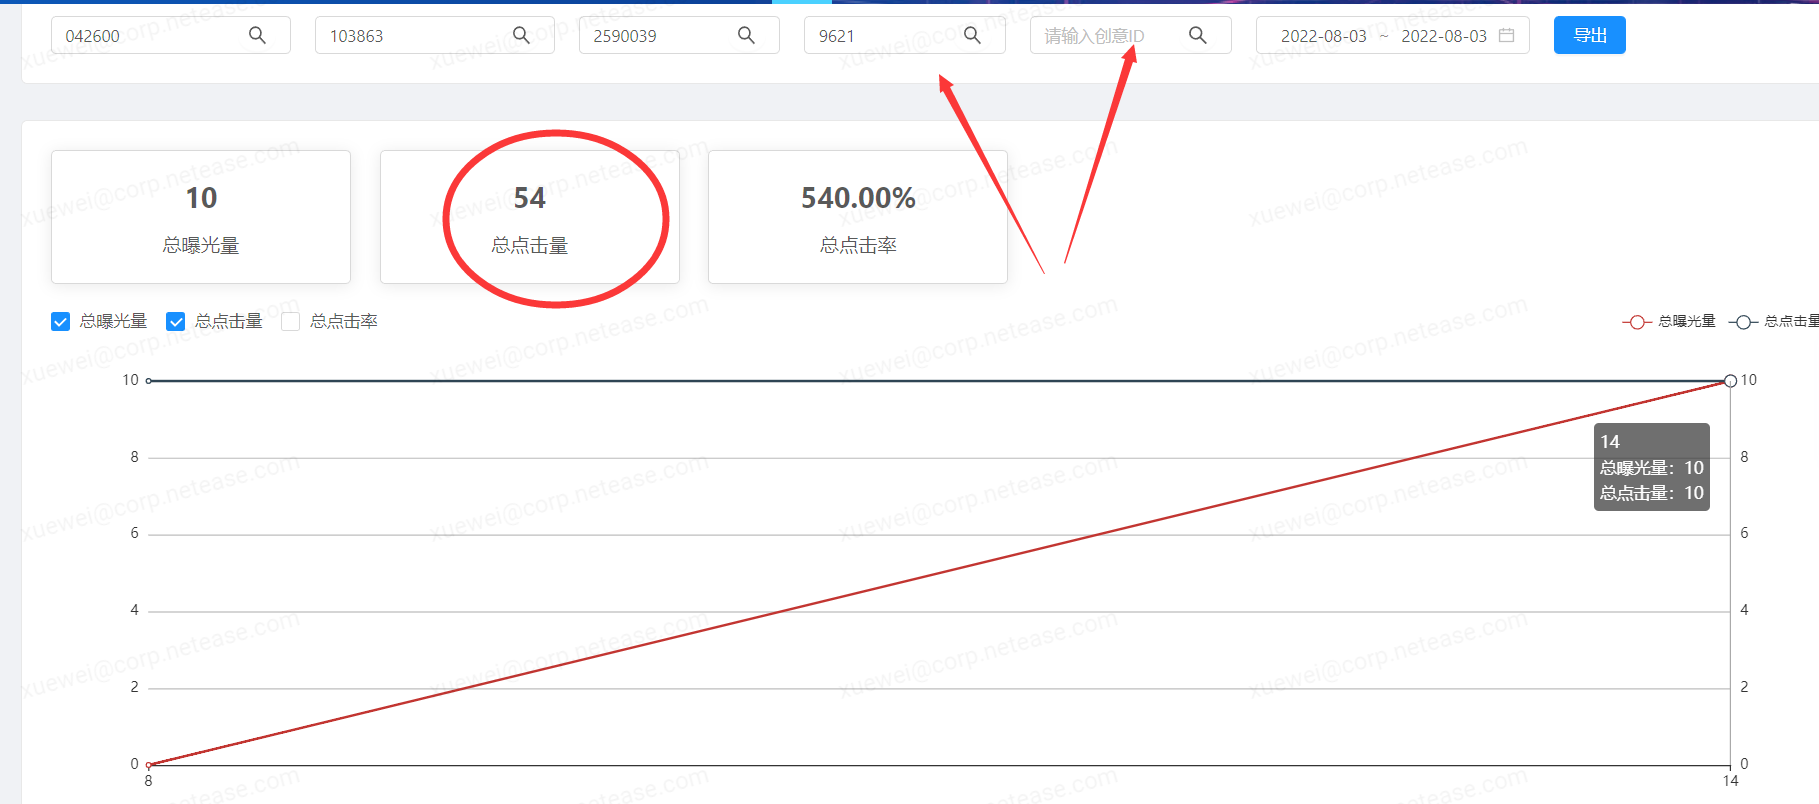 042600
103863
2590039
9621
请输入创意ID
2022-08-03 ~ 2022-08-03
导出
10
总曝光量
54
总点击量
540.00%
总点击率
总曝光量
总点击量
总点击率
总曝光量
总点击量
10
8
6
4
2
0
10
8
6
4
2
0
8
14
14
总曝光量：10
总点击量：10
xuewei@corp.netease.com